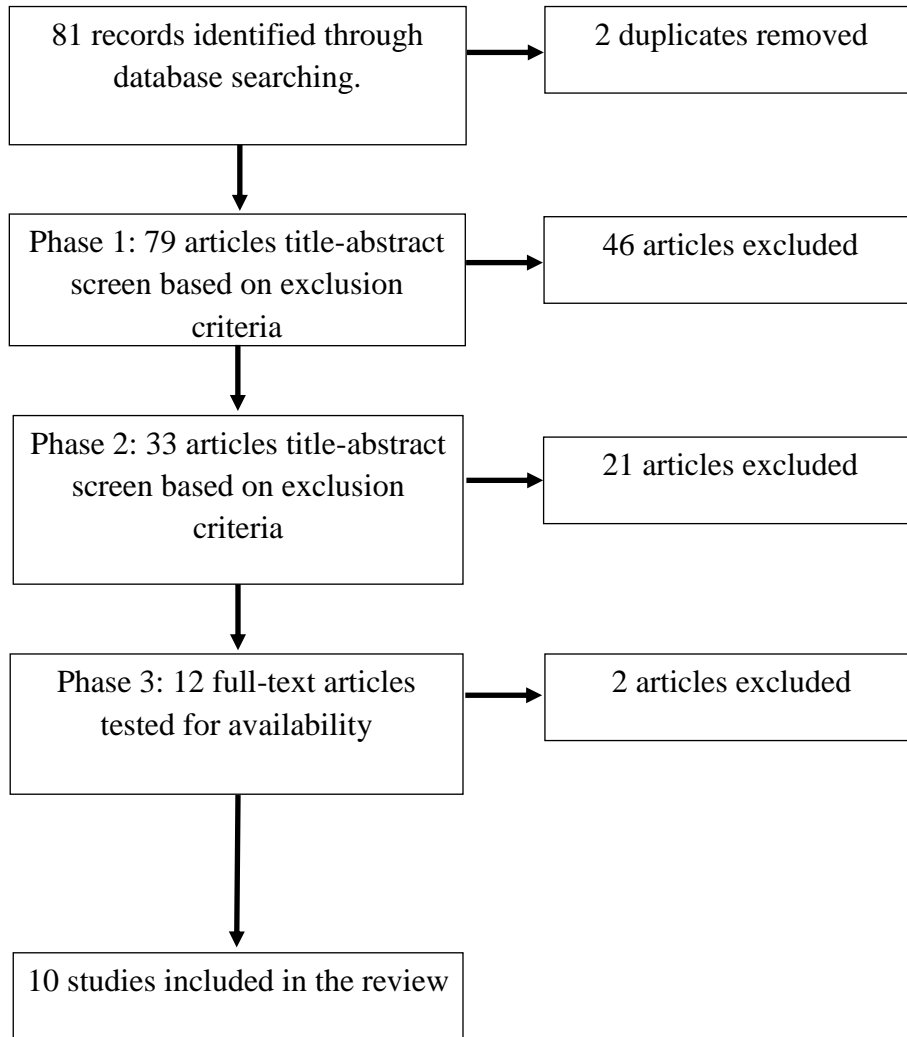 81 records identified through
database searching.
2 duplicates removed
Phase 1: 79 articles title-abstract
screen based on exclusion
criteria
46 articles excluded
Phase 2: 33 articles title-abstract
screen based on exclusion
criteria
21 articles excluded
Phase 3: 12 full-text articles
tested for availability
2 articles excluded
10 studies included in the review